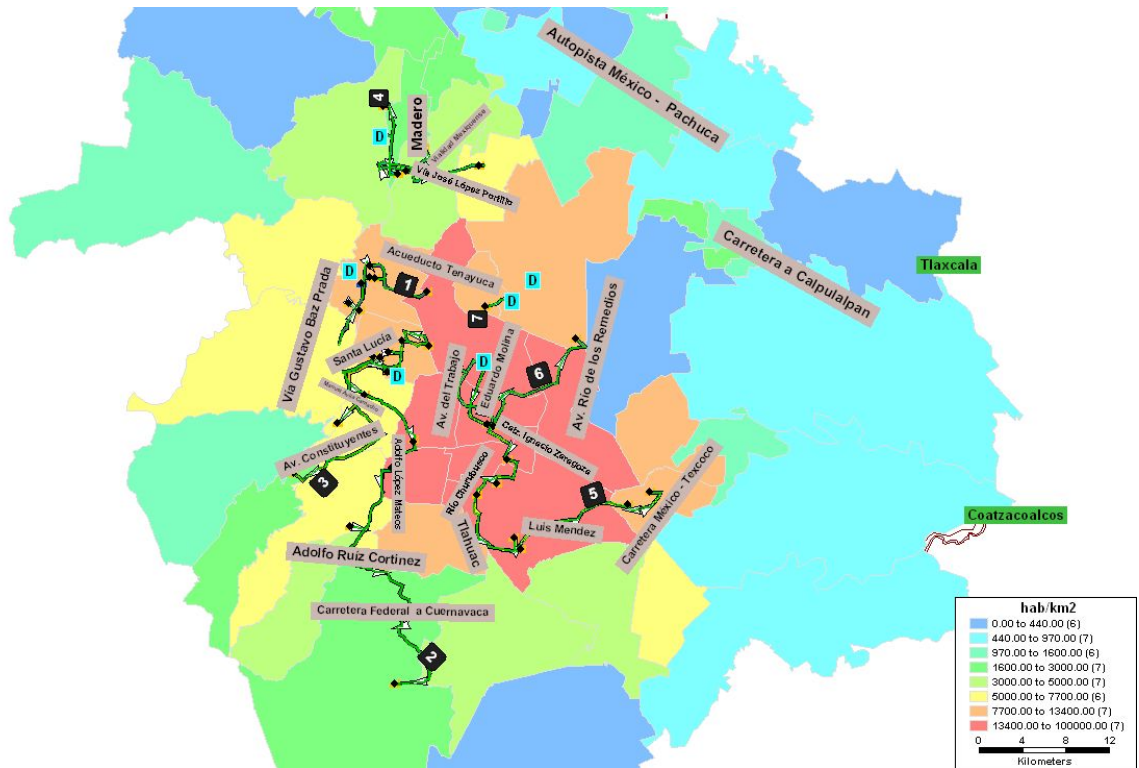 Autopista México - Pachuca
4
Madero
Vialidad Mexiquense
D
Vía José López Portillo
Carretera a Calpulalpan
Tlaxcala
Acueducto Tenayuca
D
1
D
D
7
Vía Gustavo Baz Prada
Santa Lucía
D
Av. del Trabajo
D
Eduardo Molina
6
Av. Río de los Remedios
Av. Constituyentes
3
Adolfo López Mateos
Río Churubusco
Calz. Ignacio Zaragoza
5
Tlahuac
Luis Mendez
Carretera México - Texcoco
Coatzacoalcos
Adolfo Ruíz Cortinez
Carretera Federal a Cuernavaca
2
hab/km2
0.00 to 440.00 (6)
440.00 to 970.00 (7)
970.00 to 1600.00 (6)
1600.00 to 3000.00 (7)
3000.00 to 5000.00 (7)
5000.00 to 7700.00 (6)
7700.00 to 13400.00 (7)
13400.00 to 100000.00 (7)
0 4 8 12
Kilometers